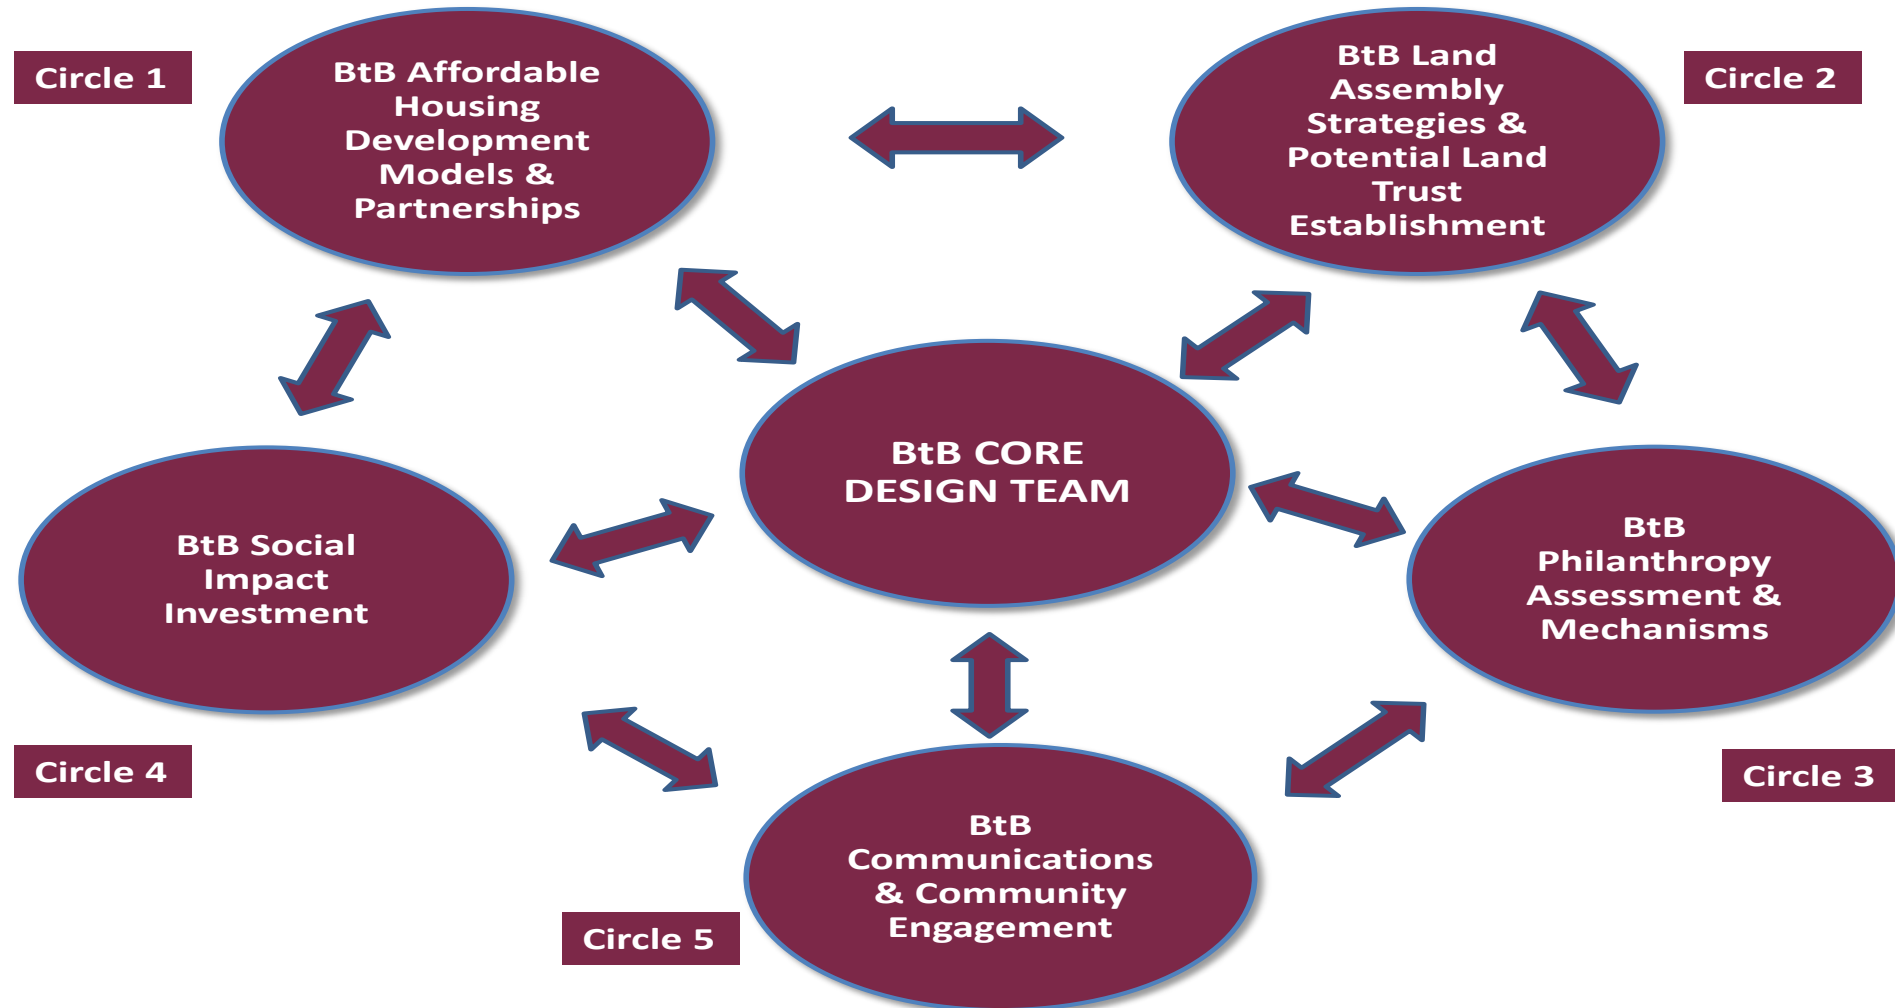 Circle 1
BtB Affordable
Housing
Development
Models &
Partnerships
BtB Land
Assembly
Strategies &
Potential Land
Trust
Establishment
Circle 2
BtB CORE
DESIGN TEAM
BtB Social
Impact
Investment
BtB
Philanthropy
Assessment &
Mechanisms
Circle 4
Circle 3
BtB
Communications
& Community
Engagement
Circle 5